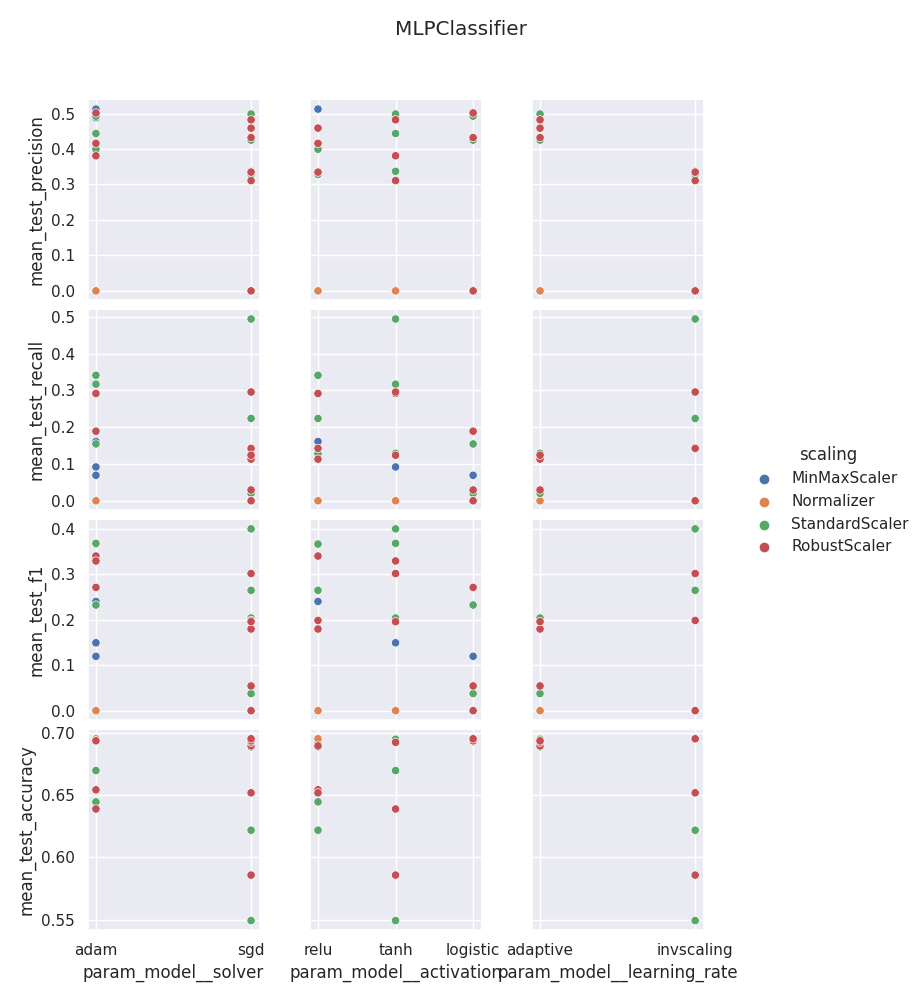 MLPClassifier
mean_test_precision
0.5
0.4
0.3
0.2
0.1
0.0
mean_test_recall
0.5
0.4
0.3
0.2
0.1
0.0
mean_test_f1
0.4
0.3
0.2
0.1
0.0
mean_test_accuracy
0.70
0.65
0.60
0.55
adam sgd
param_model__solver
relu tanh logistic
param_model__activation
adaptive invscaling
param_model__learning_rate
scaling
MinMaxScaler
Normalizer
StandardScaler
RobustScaler